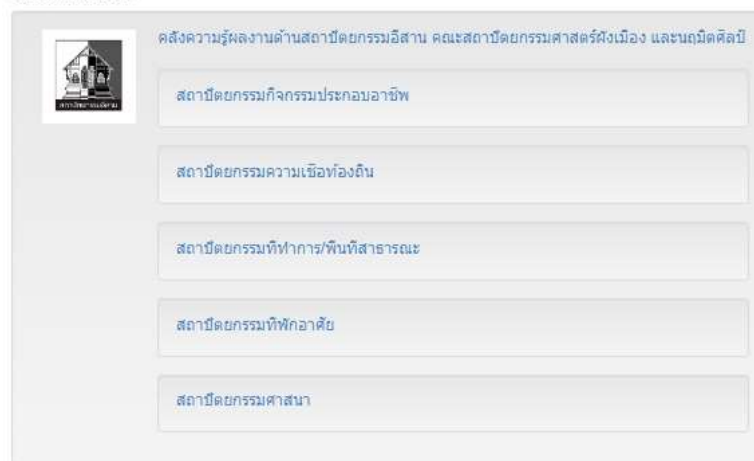 คลังความรู้ผลงานด้านสถาปัตยกรรมอีสาน คณะสถาปัตยกรรมศาสตร์ผังเมือง และนฤมิตศิลป์
สถาปัตยกรรมกิจกรรมประกอบอาชีพ
สถาปัตยกรรมความเชื่อท้องถิ่น
สถาปัตยกรรมที่ทำการ/พื้นที่สาธารณะ
สถาปัตยกรรมที่พักอาศัย
สถาปัตยกรรมศาสนา